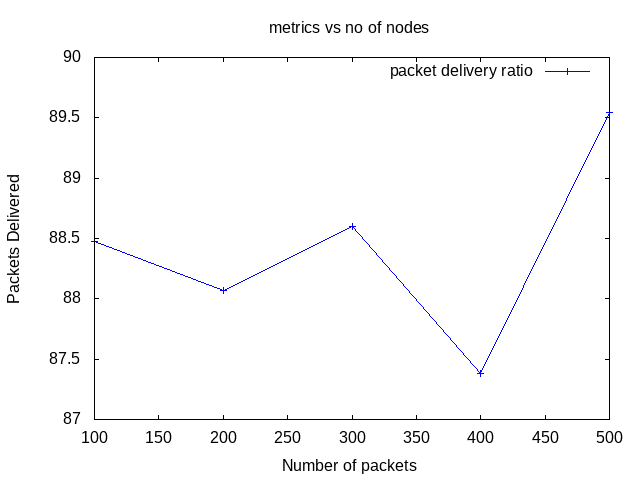 metrics vs no of nodes
packet delivery ratio
90
89.5
89
88.5
88
87.5
87
Packets Delivered
100 150 200 250 300 350 400 450 500
Number of packets